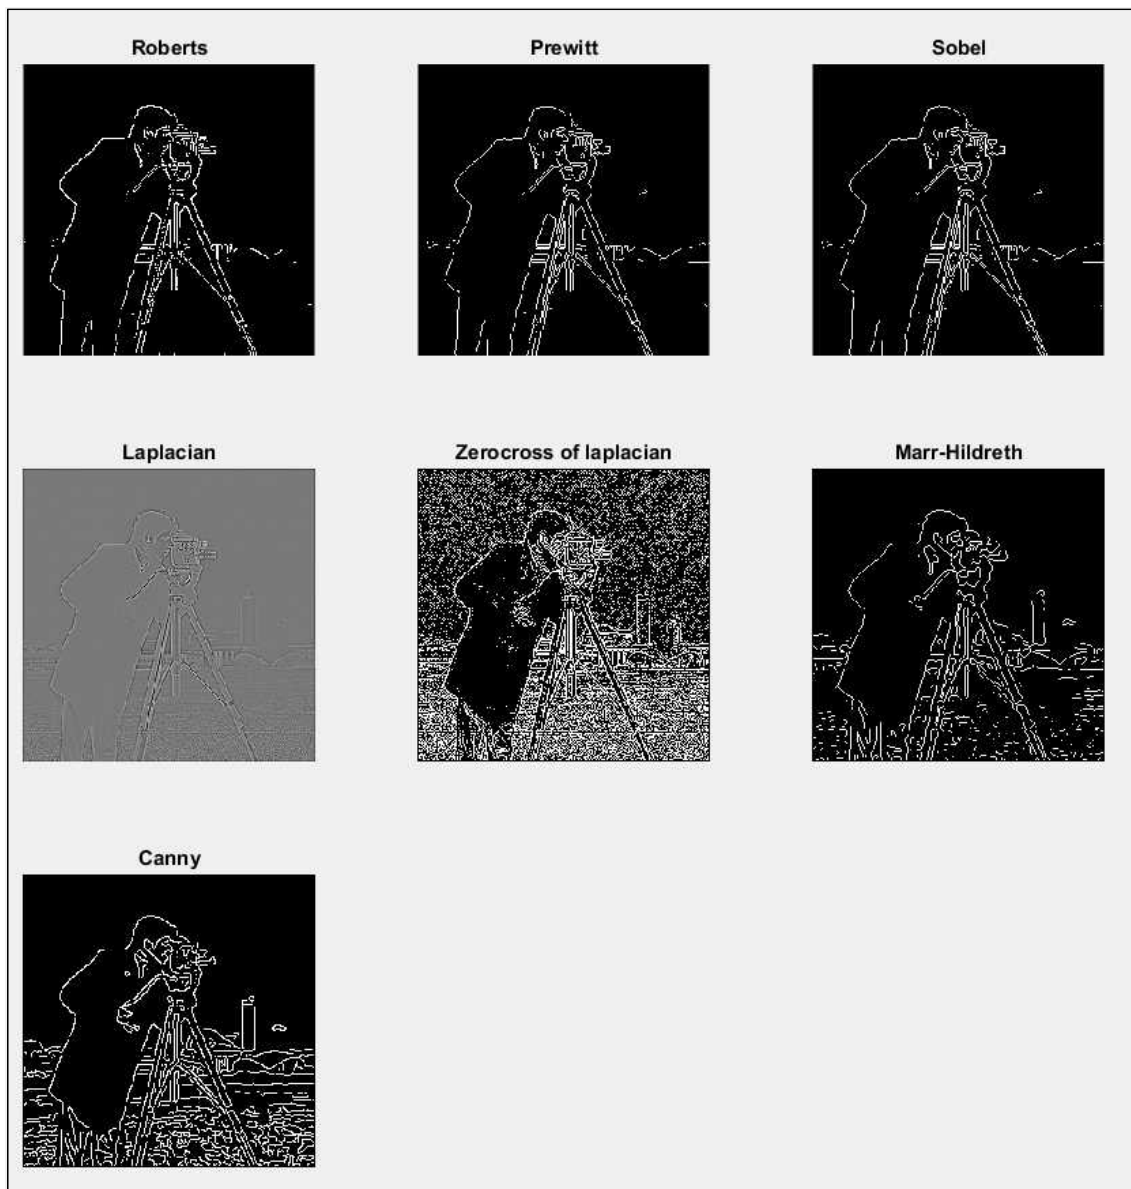 Roberts
Prewitt
Sobel
Laplacian
Zerocross of laplacian
Marr-Hildreth
Canny